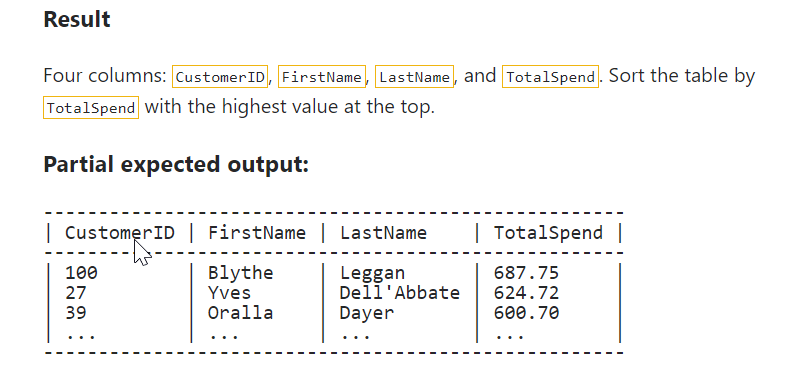 Result
Four columns: CustomerID, FirstName, LastName, and TotalSpend. Sort the table by
TotalSpend with the highest value at the top.
Partial expected output:
-----------------------------------------------------
| CustomerID | FirstName | LastName    | TotalSpend |
-----------------------------------------------------
| 100        | Blythe    | Leggan      | 687.75     |
| 27         | Yves      | Dell'Abbate | 624.72     |
| 39         | Oralla    | Dayer       | 600.70     |
| ...        | ...       | ...         | ...        |
-----------------------------------------------------